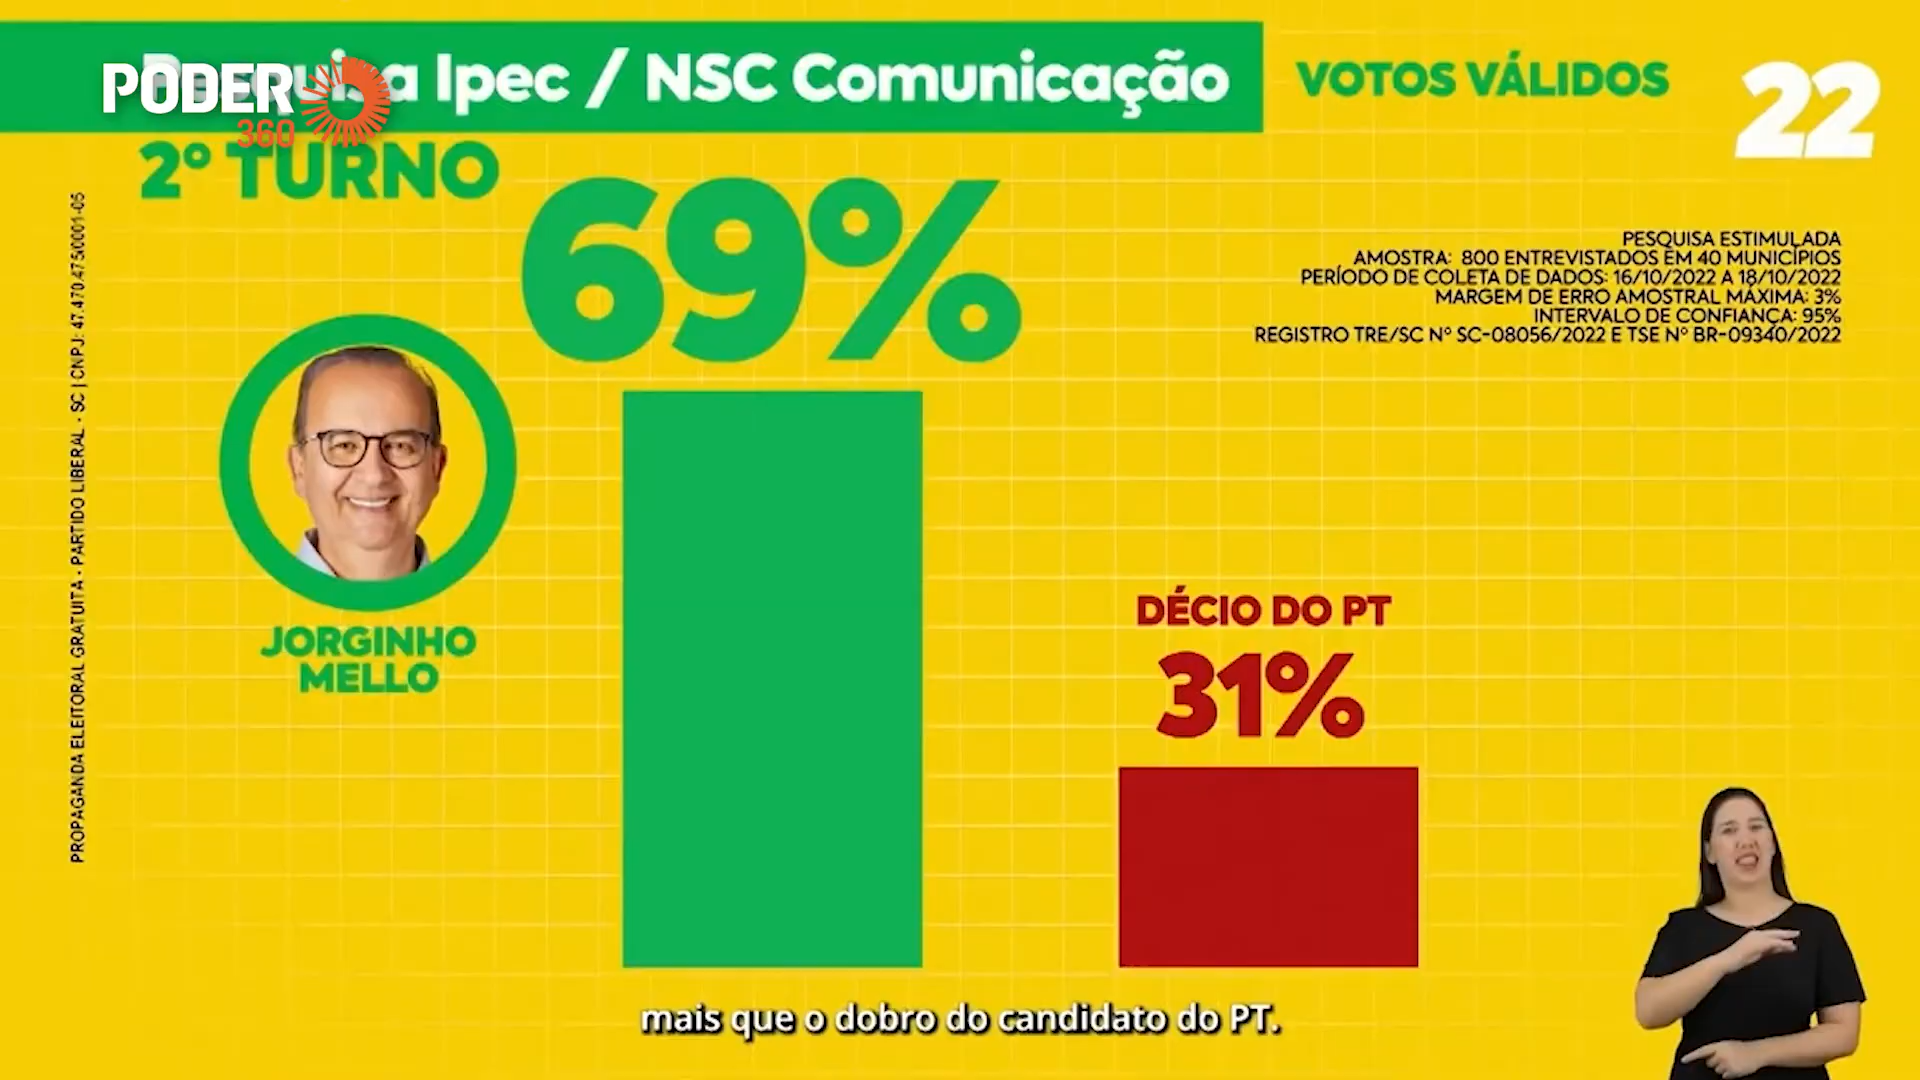 PODER
360
a Ipec / NSC Comunicação
VOTOS VÁLIDOS
22
2º TURNO
69%
PESQUISA ESTIMULADA
AMOSTRA: 800 ENTREVISTADOS EM 40 MUNICÍPIOS
PERÍODO DE COLETA DE DADOS: 16/10/2022 A 18/10/2022
MARGEM DE ERRO AMOSTRAL MÁXIMA: 3%
INTERVALO DE CONFIANÇA: 95%
REGISTRO TRE/SC Nº SC-08056/2022 E TSE Nº BR-09340/2022
PROPAGANDA ELEITORAL GRATUITA - PARTIDO LIBERAL - SC | CNPJ: 47.470.475/0001-05
JORGINHO
MELLO
DÉCIO DO PT
31%
mais que o dobro do candidato do PT.